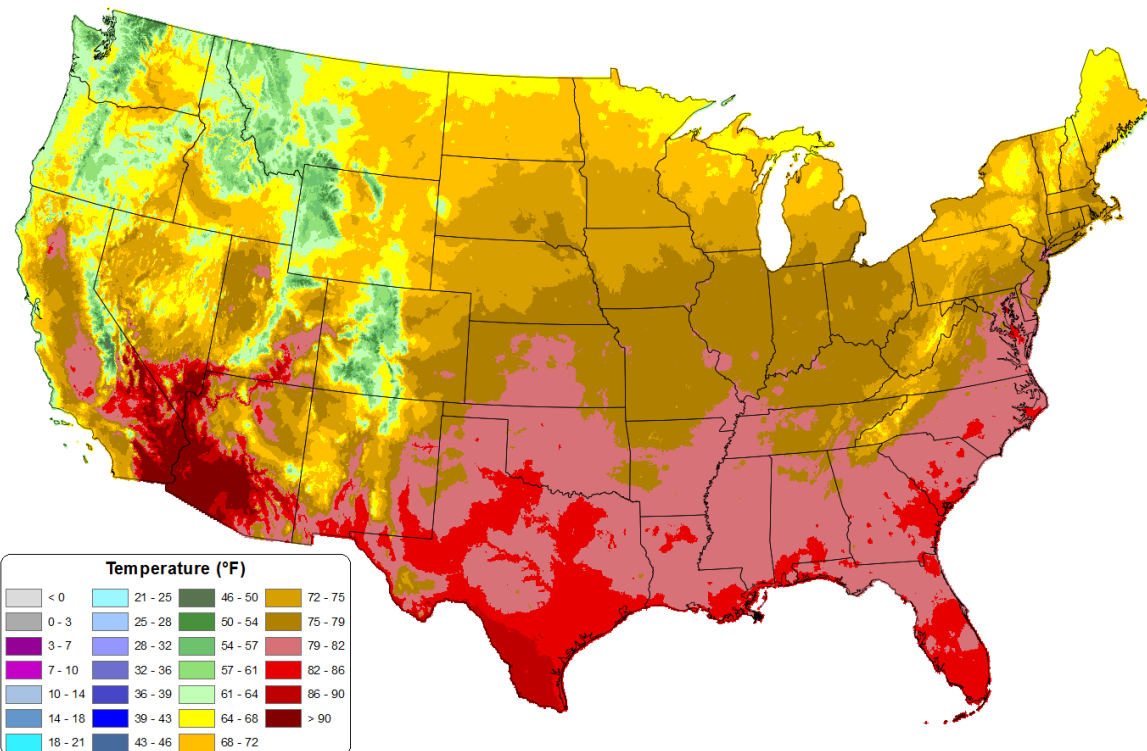 Temperature (°F)
< 0 21 - 25 46 - 50 72 - 75
0 - 3 25 - 28 50 - 54 75 - 79
3 - 7 28 - 32 54 - 57 79 - 82
7 - 10 32 - 36 57 - 61 82 - 86
10 - 14 36 - 39 61 - 64 86 - 90
14 - 18 39 - 43 64 - 68 > 90
18 - 21 43 - 46 68 - 72